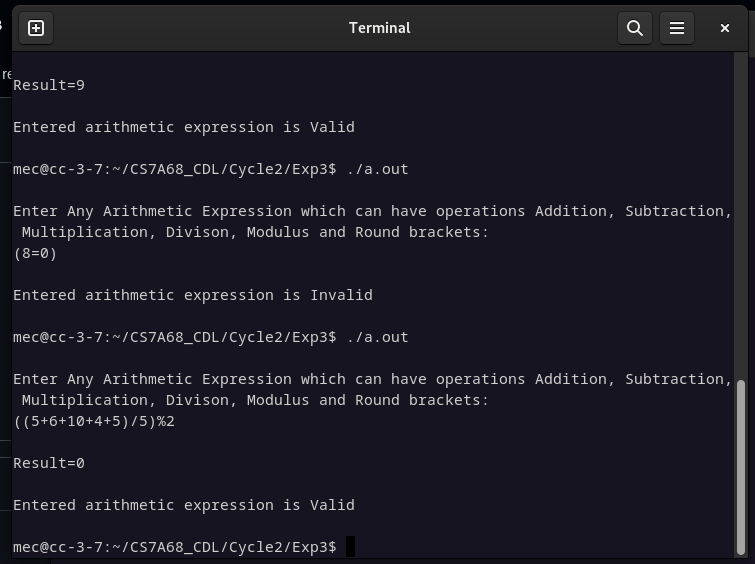 Terminal
re
Result=9
Entered arithmetic expression is Valid
mec@cc-3-7:~/CS7A68_CDL/Cycle2/Exp3$ ./a.out
Enter Any Arithmetic Expression which can have operations Addition, Subtraction,
Multiplication, Divison, Modulus and Round brackets:
(8=0)
Entered arithmetic expression is Invalid
mec@cc-3-7:~/CS7A68_CDL/Cycle2/Exp3$ ./a.out
Enter Any Arithmetic Expression which can have operations Addition, Subtraction,
Multiplication, Divison, Modulus and Round brackets:
((5+6+10+4+5)/5)%2
Result=0
Entered arithmetic expression is Valid
mec@cc-3-7:~/CS7A68_CDL/Cycle2/Exp3$